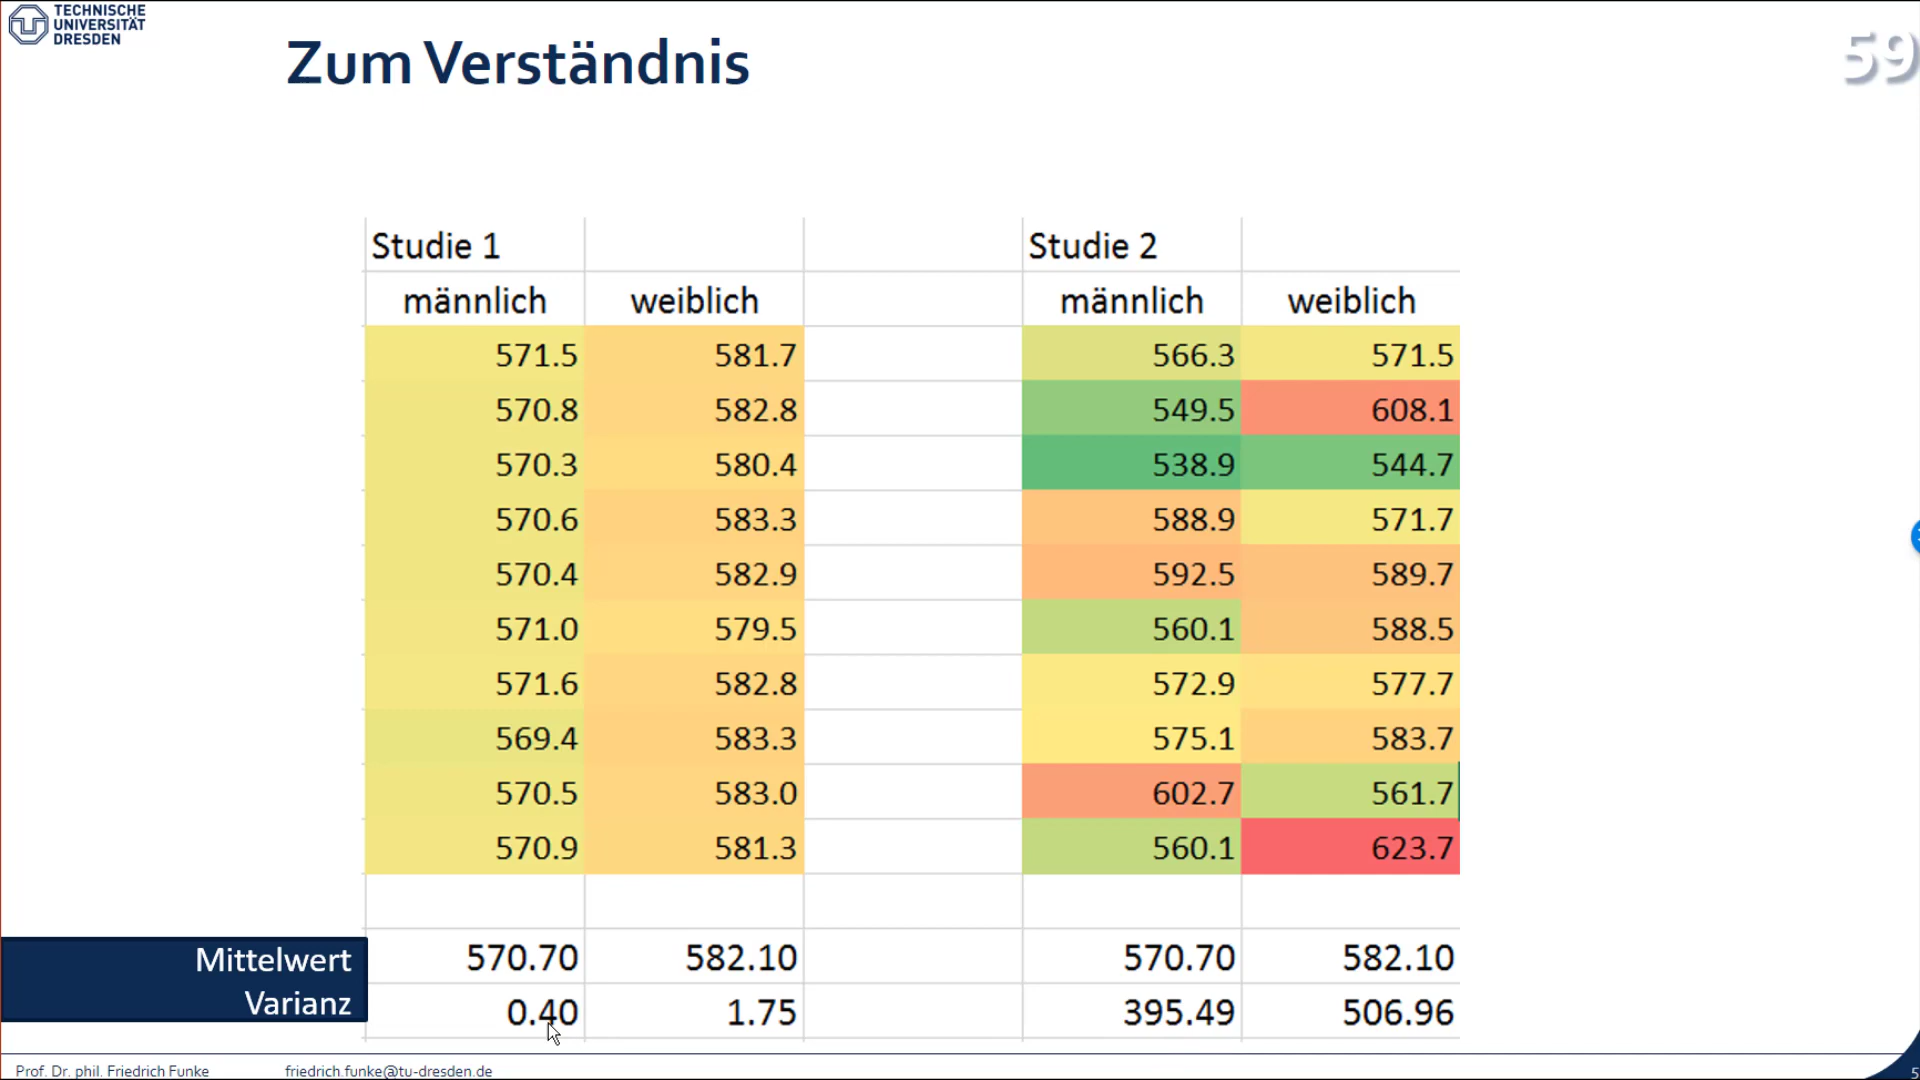 TECHNISCHE
UNIVERSITÄT
DRESDEN
Zum Verständnis
59
Studie 1 Studie 2
männlich weiblich männlich weiblich
571.5 581.7 566.3 571.5
570.8 582.8 549.5 608.1
570.3 580.4 538.9 544.7
570.6 583.3 588.9 571.7
570.4 582.9 592.5 589.7
571.0 579.5 560.1 588.5
571.6 582.8 572.9 577.7
569.4 583.3 575.1 583.7
570.5 583.0 602.7 561.7
570.9 581.3 560.1 623.7
Mittelwert 570.70 582.10 570.70 582.10
Varianz 0.40 1.75 395.49 506.96
Prof. Dr. phil. Friedrich Funke friedrich.funke@tu-dresden.de